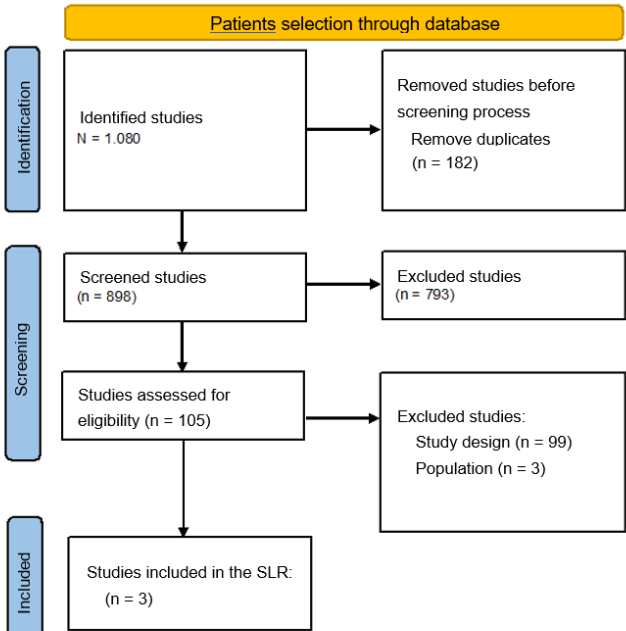 Patients selection through database
Identification
Identified studies
N = 1.080
Removed studies before
screening process
Remove duplicates
(n = 182)
Screening
Screened studies
(n = 898)
Excluded studies
(n = 793)
Studies assessed for
eligibility (n = 105)
Excluded studies:
Study design (n = 99)
Population (n = 3)
Included
Studies included in the SLR:
(n = 3)